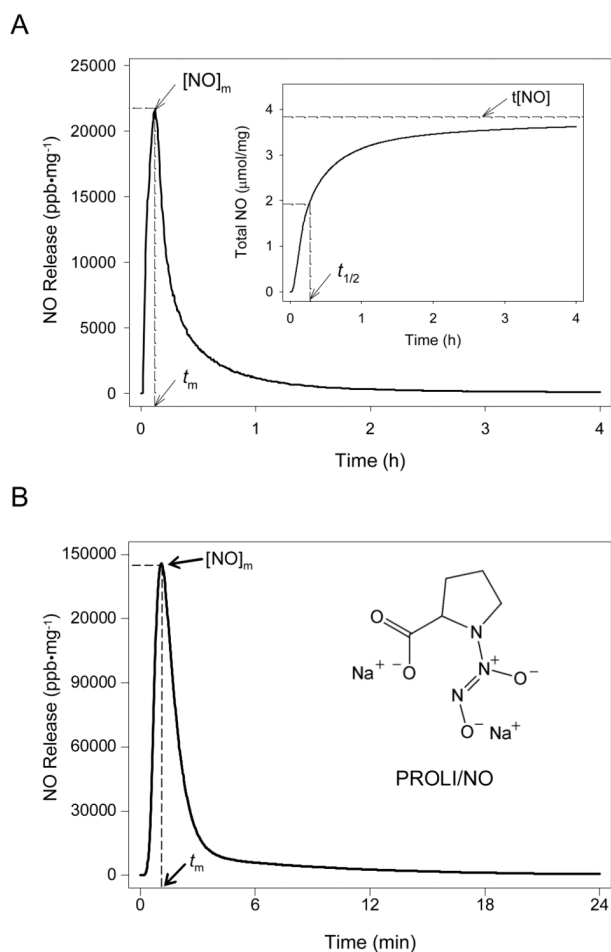 A
[NO]m
NO Release (ppb•mg-1)
25000
20000
15000
10000
5000
0
tm
0
1
2
3
4
Time (h)
t[NO]
Total NO (μmol/mg)
4
3
2
1
0
t1/2
0
1
2
3
4
Time (h)
B
[NO]m
NO Release (ppb•mg-1)
150000
20000
90000
60000
30000
0
tm
0
6
12
18
24
Time (min)
O
Na+ -O
N
N+
O-
N
O- Na+
PROLI/NO